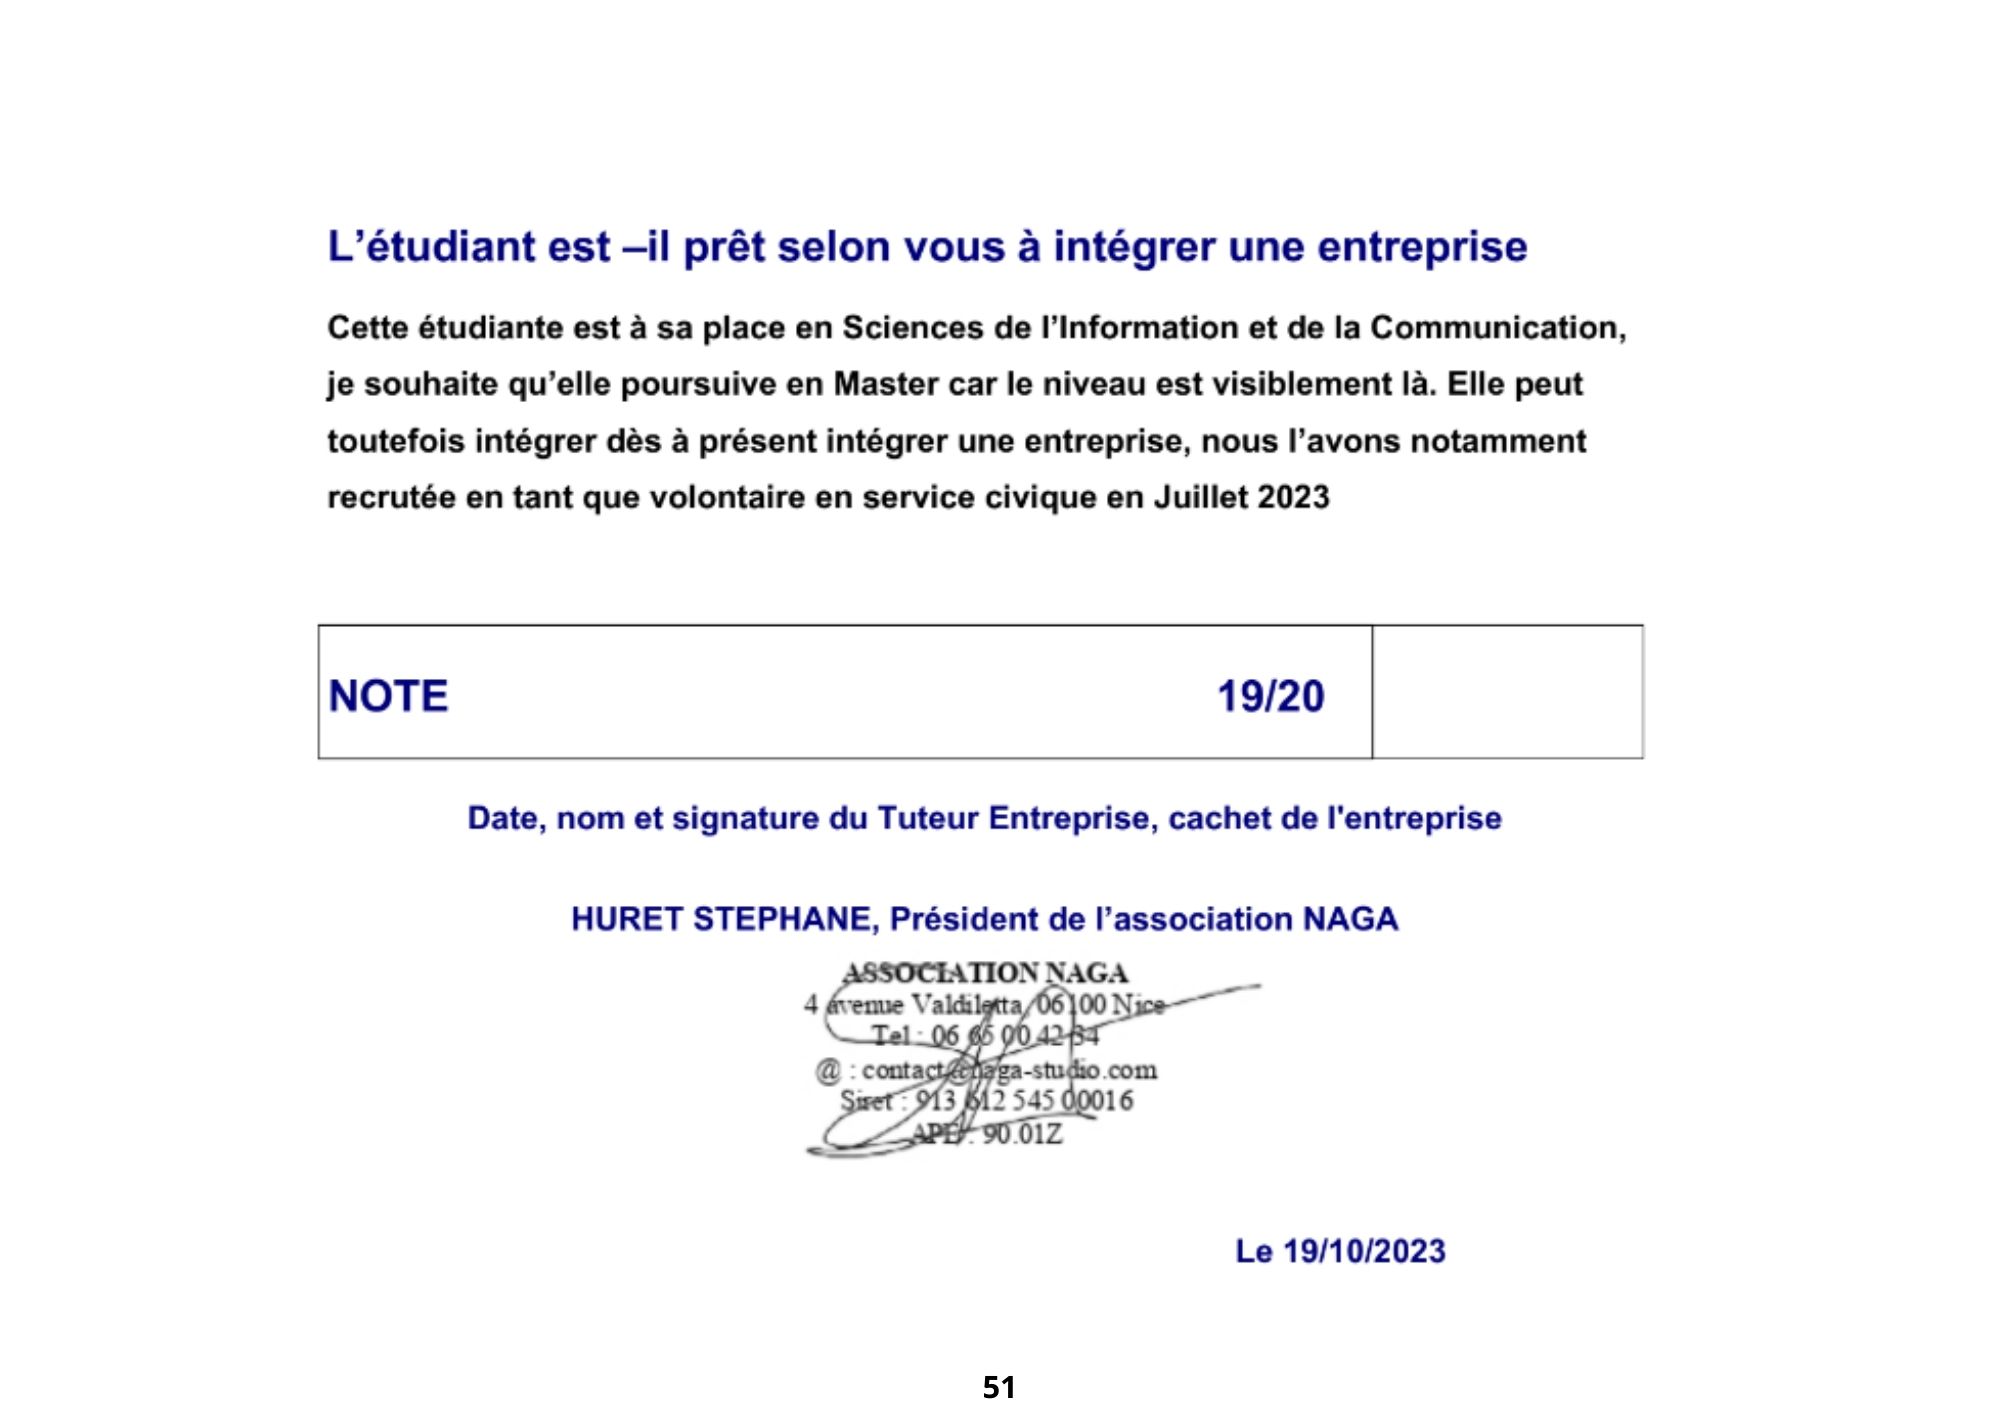 L’étudiant est –il prêt selon vous à intégrer une entreprise
Cette étudiante est à sa place en Sciences de l’Information et de la Communication,
je souhaite qu’elle poursuive en Master car le niveau est visiblement là. Elle peut
toutefois intégrer dès à présent intégrer une entreprise, nous l’avons notamment
recrutée en tant que volontaire en service civique en Juillet 2023
NOTE 19/20
Date, nom et signature du Tuteur Entreprise, cachet de l'entreprise
HURET STEPHANE, Président de l’association NAGA
ASSOCIATION NAGA
4 avenue Valdiletta 06100 Nice
Tel : 06 65 00 42 34
@ : contact@naga-studio.com
Siret : 913 612 545 00016
APE : 90.01Z
Le 19/10/2023
51